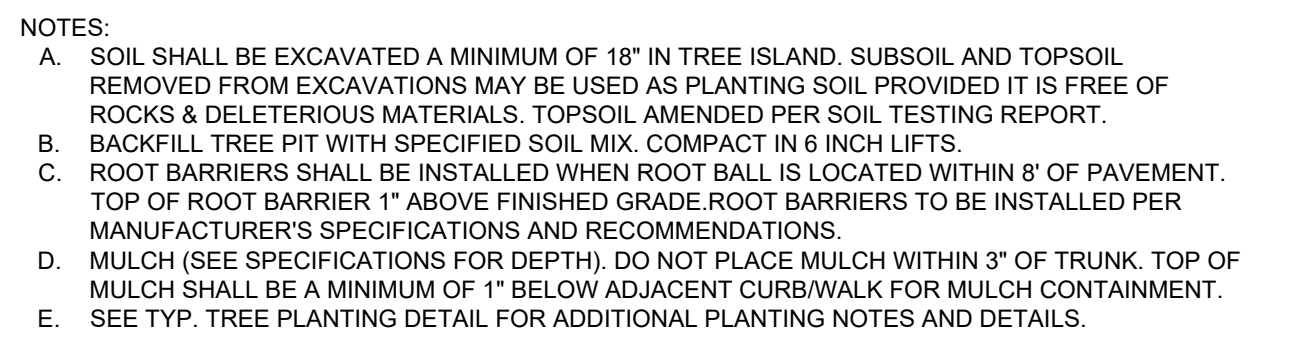 NOTES:
A. SOIL SHALL BE EXCAVATED A MINIMUM OF 18" IN TREE ISLAND. SUBSOIL AND TOPSOIL
REMOVED FROM EXCAVATIONS MAY BE USED AS PLANTING SOIL PROVIDED IT IS FREE OF
ROCKS & DELETERIOUS MATERIALS. TOPSOIL AMENDED PER SOIL TESTING REPORT.
B. BACKFILL TREE PIT WITH SPECIFIED SOIL MIX. COMPACT IN 6 INCH LIFTS.
C. ROOT BARRIERS SHALL BE INSTALLED WHEN ROOT BALL IS LOCATED WITHIN 8' OF PAVEMENT.
TOP OF ROOT BARRIER 1" ABOVE FINISHED GRADE.ROOT BARRIERS TO BE INSTALLED PER
MANUFACTURER'S SPECIFICATIONS AND RECOMMENDATIONS.
D. MULCH (SEE SPECIFICATIONS FOR DEPTH). DO NOT PLACE MULCH WITHIN 3" OF TRUNK. TOP OF
MULCH SHALL BE A MINIMUM OF 1" BELOW ADJACENT CURB/WALK FOR MULCH CONTAINMENT.
E. SEE TYP. TREE PLANTING DETAIL FOR ADDITIONAL PLANTING NOTES AND DETAILS.